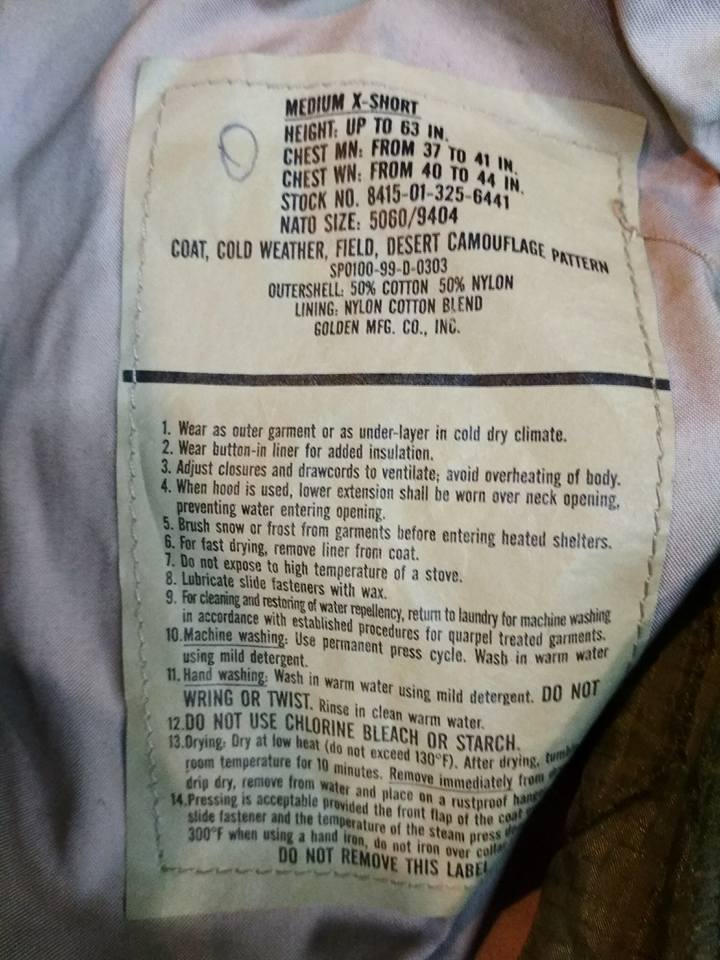 MEDIUM X-SHORT
HEIGHT: UP TO 63 IN.
CHEST MN: FROM 37 TO 41 IN.
CHEST WN: FROM 40 TO 44 IN.
STOCK NO. 8415-01-325-6441
NATO SIZE: 5060/9404
COAT, COLD WEATHER, FIELD, DESERT CAMOUFLAGE PATTERN
SPO100-99-D-0303
OUTERSHELL: 50% COTTON 50% NYLON
LINING: NYLON COTTON BLEND
GOLDEN MFG. CO., INC.
1. Wear as outer garment or as under-layer in cold dry climate.
2. Wear button-in liner for added insulation.
3. Adjust closures and drawcords to ventilate; avoid overheating of body.
4. When hood is used, lower extension shall be worn over neck opening,
preventing water entering opening.
5. Brush snow or frost from garments before entering heated shelters.
6. For fast drying, remove liner from coat.
7. Do not expose to high temperature of a stove.
8. Lubricate slide fasteners with wax.
9. For cleaning and restoring of water repellency, return to laundry for machine washing
in accordance with established procedures for quarpel treated garments.
10. Machine washing: Use permanent press cycle. Wash in warm water
using mild detergent.
11. Hand washing: Wash in warm water using mild detergent. DO NOT
WRING OR TWIST. Rinse in clean warm water.
12. DO NOT USE CHLORINE BLEACH OR STARCH.
13. Drying: Dry at low heat (do not exceed 130°F). After drying,
room temperature for 10 minutes. Remove immediately from
drip dry, remove from water and place on a rustproof
14. Pressing is acceptable provided the front flap of the coat
slide fastener and the temperature of the steam press
300°F when using a hand iron, do not iron over
DO NOT REMOVE THIS LABEL